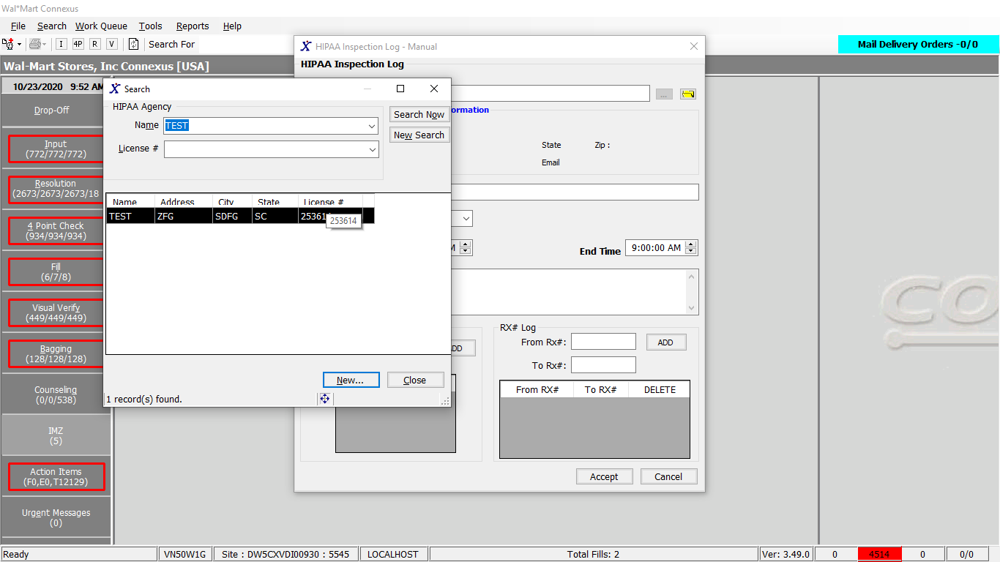 Wal*Mart Connexus
File Search Work Queue Tools Reports Help
I 4P R V Search For
Mail Delivery Orders -0/0
Wal-Mart Stores, Inc Connexus [USA]
10/23/2020 9:52 AM
Drop-Off
Input
(772/772/772)
Resolution
(2673/2673/2673/18
4 Point Check
(934/934/934)
Fill
(6/7/8)
Visual Verify
(449/449/449)
Bagging
(128/128/128)
Counseling
(0/0/538)
IMZ
(5)
Action Items
(F0,E0,T12129)
Urgent Messages
(0)
HIPAA Inspection Log - Manual
HIPAA Inspection Log
...
ormation
State Zip :
Email
M
End Time 9:00:00 AM
DD
RX# Log
From Rx#: ADD
To Rx#:
From RX# To RX# DELETE
Accept Cancel
Search
HIPAA Agency
Name TEST Search Now
License # New Search
Name Address City State License #
TEST ZFG SDFG SC 25361
253614
New... Close
1 record(s) found.
CO
Ready VN50W1G Site : DW5CXVDI00930 : 5545 LOCALHOST Total Fills: 2 Ver: 3.49.0 0 4514 0 0/0